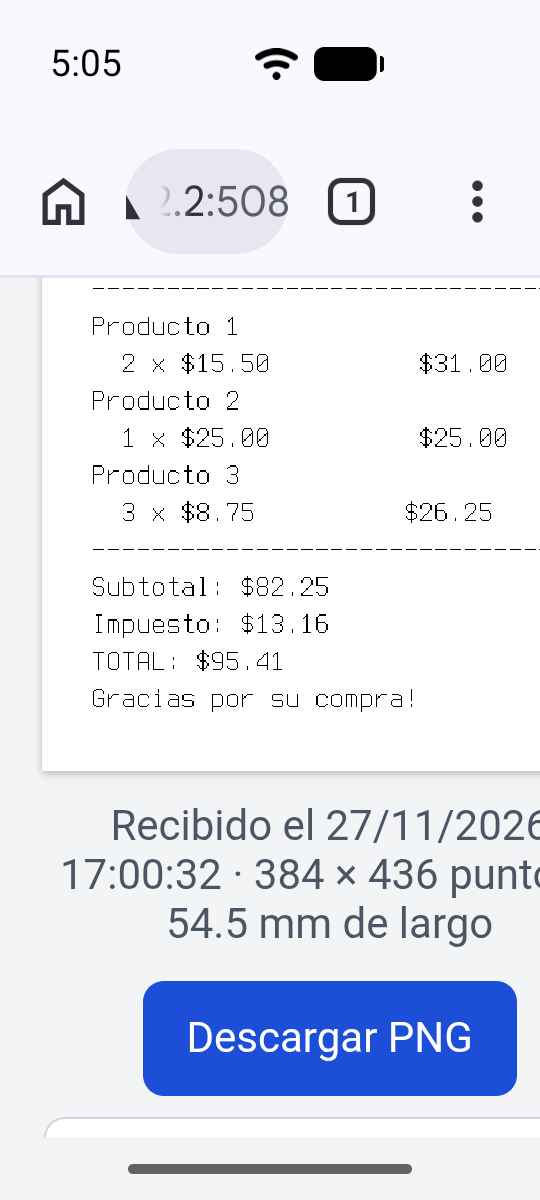 5:05
2.2:508
1
--------------------------------
Producto 1
2 x $15.50 $31.00
Producto 2
1 x $25.00 $25.00
Producto 3
3 x $8.75 $26.25
--------------------------------
Subtotal: $82.25
Impuesto: $13.16
TOTAL: $95.41
Gracias por su compra!
Recibido el 27/11/2026
17:00:32 · 384 × 436 punto
54.5 mm de largo
Descargar PNG